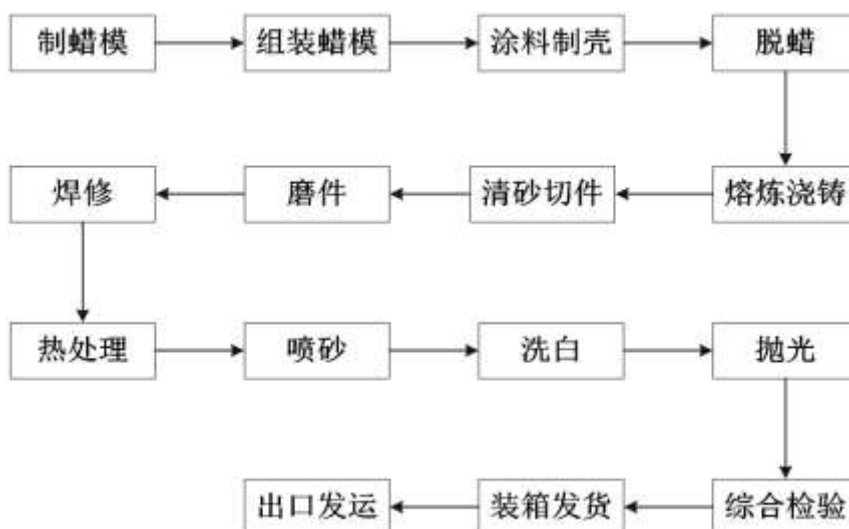 制蜡模
组装蜡模
涂料制壳
脱蜡
熔炼浇铸
清砂切件
磨件
焊修
热处理
喷砂
洗白
抛光
综合检验
装箱发货
出口发运